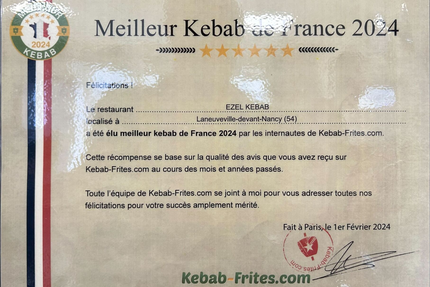 Meilleur Kebab de France 2024
2024
KEBAB
Félicitations !
Le restaurant EZEL KEBAB
localisé à Laneuveville-devant-Nancy (54)
a été élu meilleur kebab de France 2024 par les internautes de Kebab-Frites.com.
Cette récompense se base sur la qualité des avis que vous avez reçu sur
Kebab-Frites.com au cours des mois et années passés.
Toute l'équipe de Kebab-Frites.com se joint à moi pour vous adresser toutes nos
félicitations pour votre succès amplement mérité.
Fait à Paris, le 1er Février 2024
Kebab-Frites.com
Kebab-Frites.com